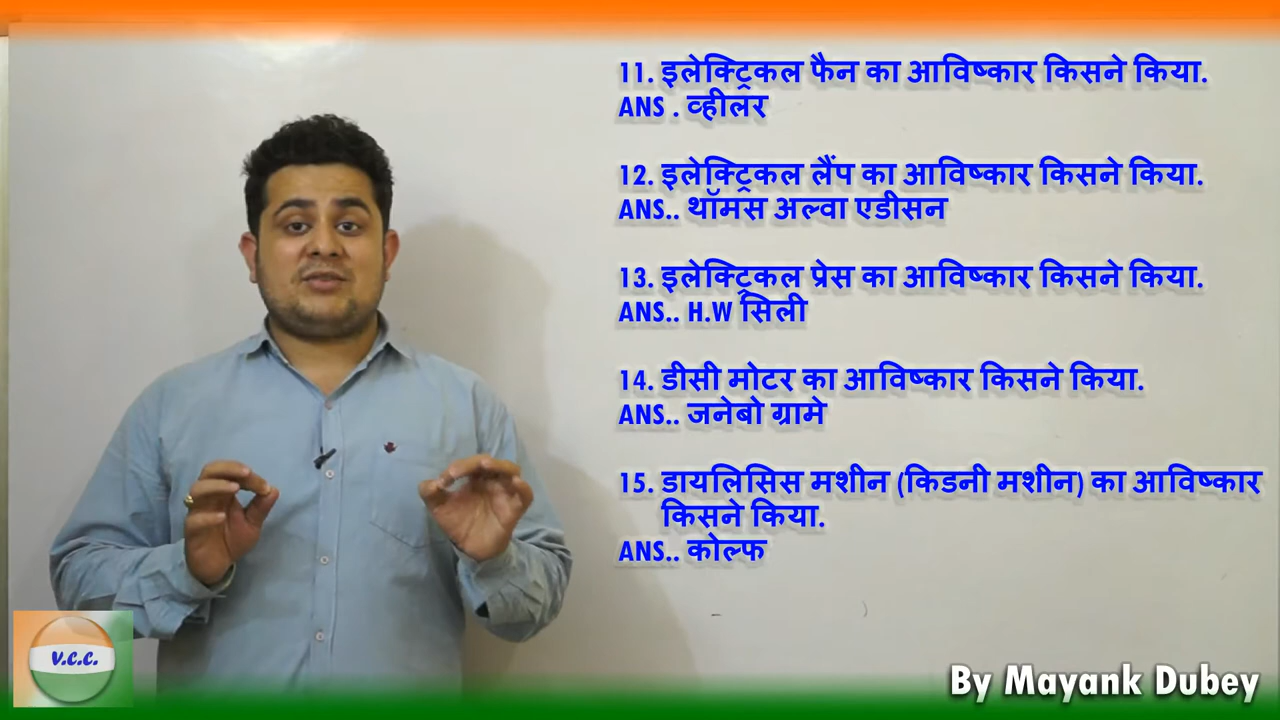 11. इलेक्ट्रिकल फैन का आविष्कार किसने किया.
ANS . व्हीलर
12. इलेक्ट्रिकल लैंप का आविष्कार किसने किया.
ANS.. थॉमस अल्वा एडीसन
13. इलेक्ट्रिकल प्रेस का आविष्कार किसने किया.
ANS.. H.W सिली
14. डीसी मोटर का आविष्कार किसने किया.
ANS.. जनेबो ग्रामे
15. डायलिसिस मशीन (किडनी मशीन) का आविष्कार
किसने किया.
ANS.. कोल्फ
V.C.C.
By Mayank Dubey